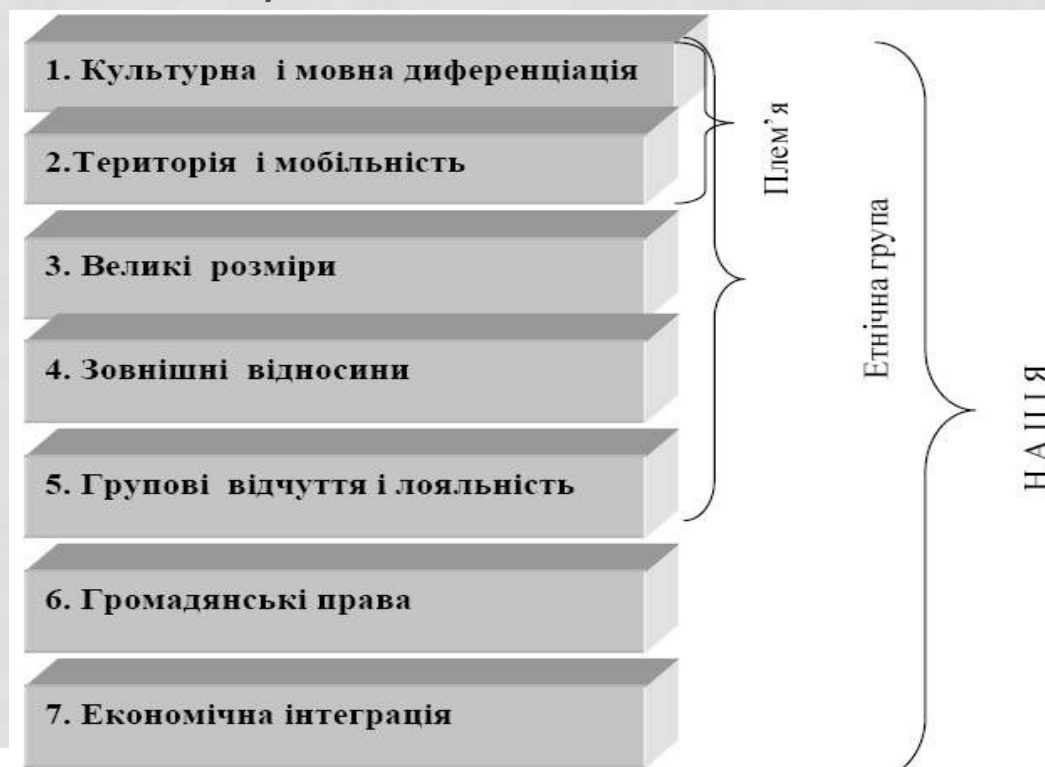 1. Культурна і мовна диференціація
2.Територія і мобільність
3. Великі розміри
4. Зовнішні відносини
5. Групові відчуття і лояльність
6. Громадянські права
7. Економічна інтеграція
Плем’я
Етнічна група
Н А Ц І Я